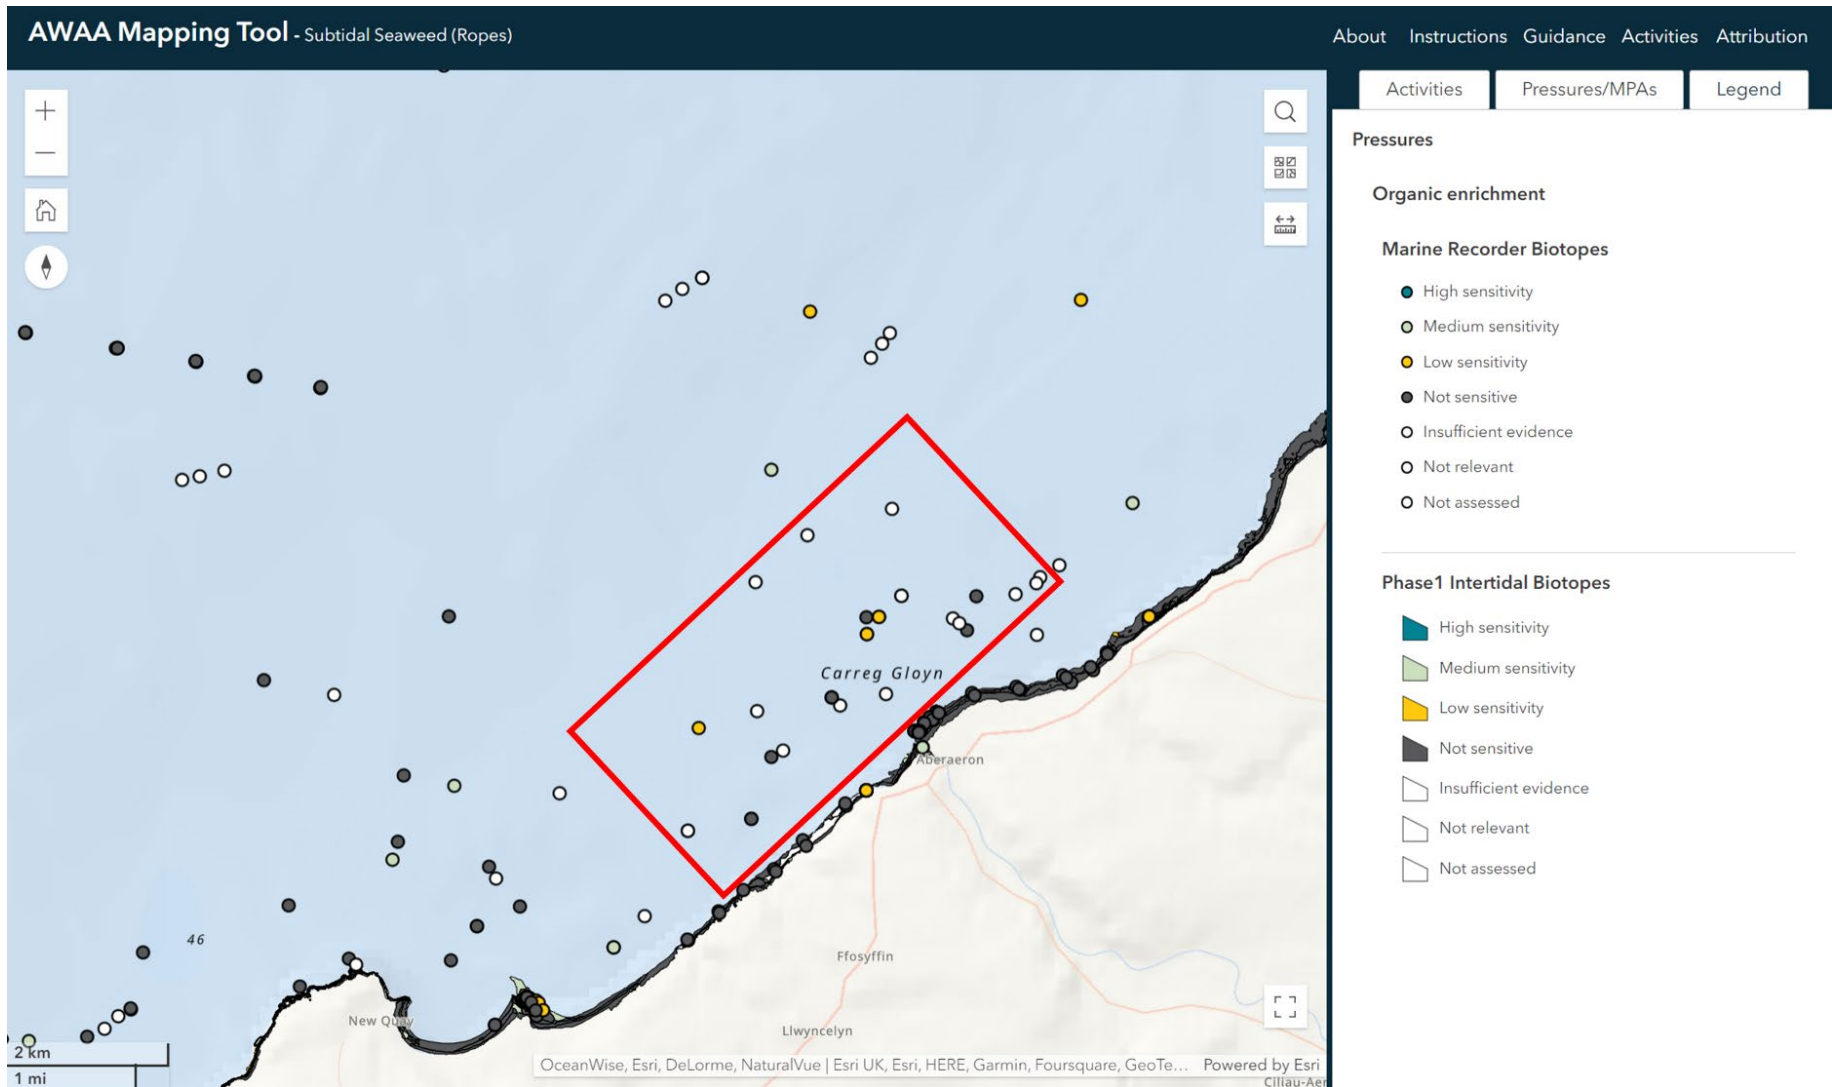 AWAA Mapping Tool - Subtidal Seaweed (Ropes)
About Instructions Guidance Activities Attribution
Activities Pressures/MPAs Legend
Pressures
Organic enrichment
Marine Recorder Biotopes
High sensitivity
Medium sensitivity
Low sensitivity
Not sensitive
Insufficient evidence
Not relevant
Not assessed
Phase1 Intertidal Biotopes
High sensitivity
Medium sensitivity
Low sensitivity
Not sensitive
Insufficient evidence
Not relevant
Not assessed
Carreg Gloyn
Aberaeron
46
Ffosyffin
New Quay
Llwyncelyn
2 km
1 mi
OceanWise, Esri, DeLorme, NaturalVue | Esri UK, Esri, HERE, Garmin, Foursquare, GeoTe... Powered by Esri
Ciliau-Aer